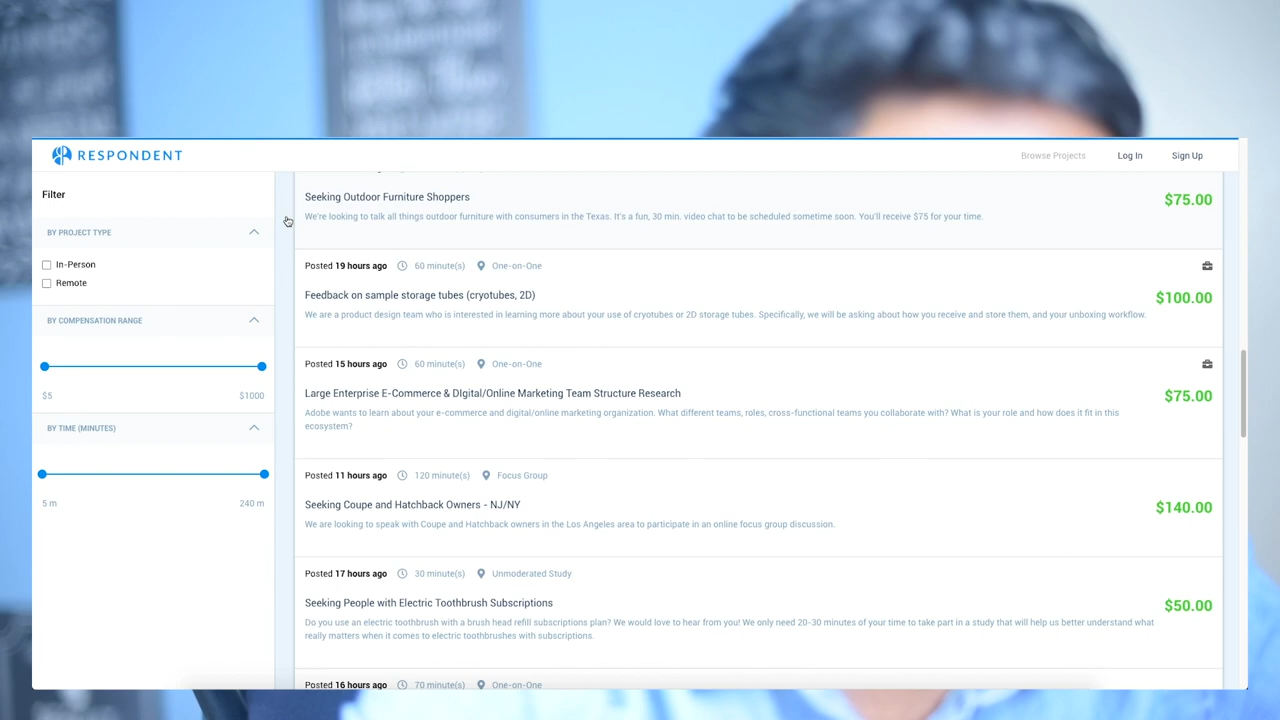 RESPONDENT
Browse Projects
Log In
Sign Up
Filter
BY PROJECT TYPE
In-Person
Remote
BY COMPENSATION RANGE
$5
$1000
BY TIME (MINUTES)
5 m
240 m
Seeking Outdoor Furniture Shoppers
$75.00
We're looking to talk all things outdoor furniture with consumers in the Texas. It's a fun, 30 min. video chat to be scheduled sometime soon. You'll receive $75 for your time.
Posted 19 hours ago
60 minute(s)
One-on-One
Feedback on sample storage tubes (cryotubes, 2D)
$100.00
We are a product design team who is interested in learning more about your use of cryotubes or 2D storage tubes. Specifically, we will be asking about how you receive and store them, and your unboxing workflow.
Posted 15 hours ago
60 minute(s)
One-on-One
Large Enterprise E-Commerce & DIgital/Online Marketing Team Structure Research
$75.00
Adobe wants to learn about your e-commerce and digital/online marketing organization. What different teams, roles, cross-functional teams you collaborate with? What is your role and how does it fit in this
ecosystem?
Posted 11 hours ago
120 minute(s)
Focus Group
Seeking Coupe and Hatchback Owners - NJ/NY
$140.00
We are looking to speak with Coupe and Hatchback owners in the Los Angeles area to participate in an online focus group discussion.
Posted 17 hours ago
30 minute(s)
Unmoderated Study
Seeking People with Electric Toothbrush Subscriptions
$50.00
Do you use an electric toothbrush with a brush head refill subscriptions plan? We would love to hear from you! We only need 20-30 minutes of your time to take part in a study that will help us better understand what
really matters when it comes to electric toothbrushes with subscriptions.
Posted 16 hours ago
70 minute(s)
One-on-One